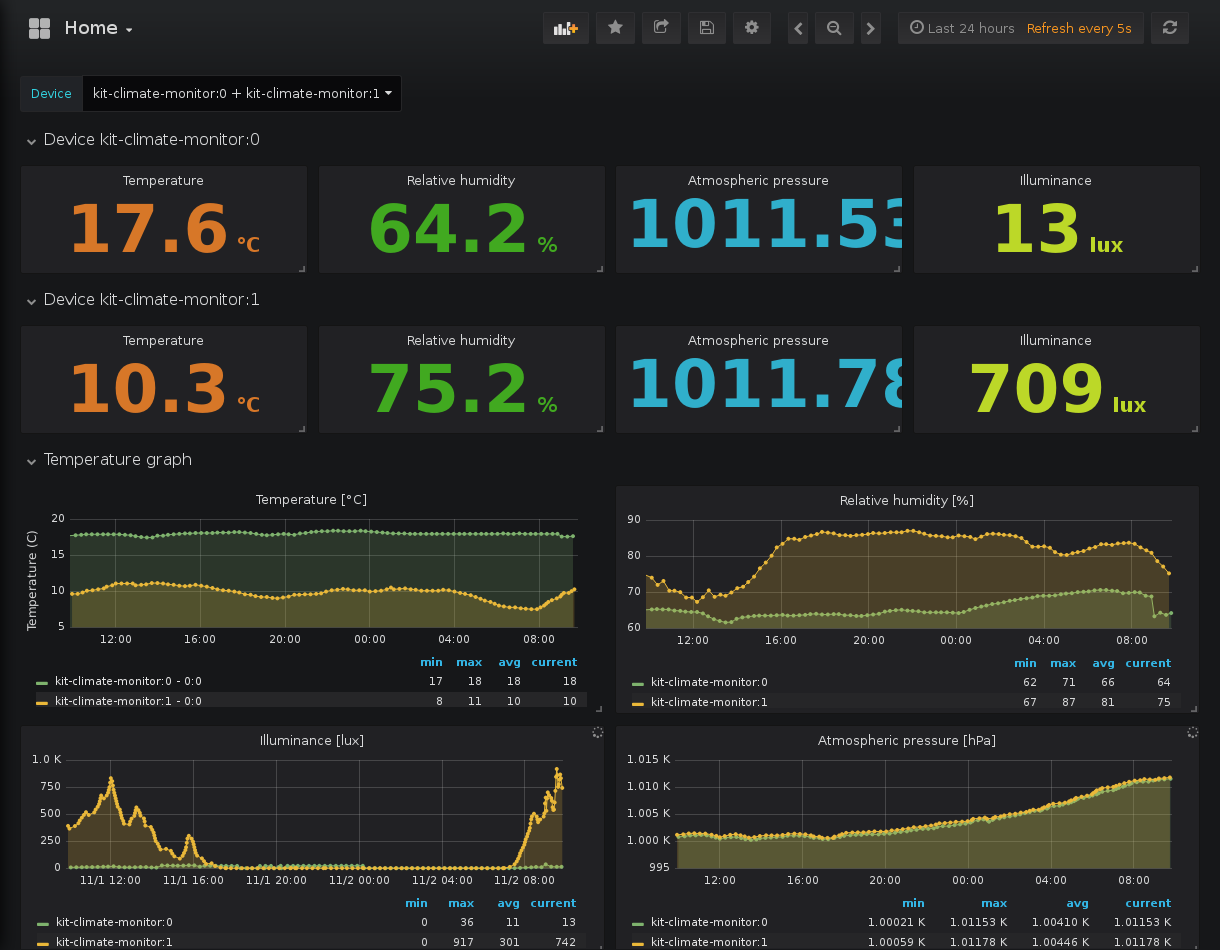 Home
Last 24 hours Refresh every 5s
Device kit-climate-monitor:0 + kit-climate-monitor:1
Device kit-climate-monitor:0
Temperature Relative humidity Atmospheric pressure Illuminance
17.6 °C 64.2 % 1011.53 13 lux
Device kit-climate-monitor:1
Temperature Relative humidity Atmospheric pressure Illuminance
10.3 °C 75.2 % 1011.78 709 lux
Temperature graph
Temperature [°C]
Temperature (C)
20
15
10
5
12:00 16:00 20:00 00:00 04:00 08:00
min max avg current
kit-climate-monitor:0 - 0:0 17 18 18 18
kit-climate-monitor:1 - 0:0 8 11 10 10
Relative humidity [%]
90
80
70
60
12:00 16:00 20:00 00:00 04:00 08:00
min max avg current
kit-climate-monitor:0 62 71 66 64
kit-climate-monitor:1 67 87 81 75
Illuminance [lux]
1.0 K
750
500
250
0
11/1 12:00 11/1 16:00 11/1 20:00 11/2 00:00 11/2 04:00 11/2 08:00
min max avg current
kit-climate-monitor:0 0 36 11 13
kit-climate-monitor:1 0 917 301 742
Atmospheric pressure [hPa]
1.015 K
1.010 K
1.005 K
1.000 K
995
12:00 16:00 20:00 00:00 04:00 08:00
min max avg current
kit-climate-monitor:0 1.00021 K 1.01153 K 1.00410 K 1.01153 K
kit-climate-monitor:1 1.00059 K 1.01178 K 1.00446 K 1.01178 K